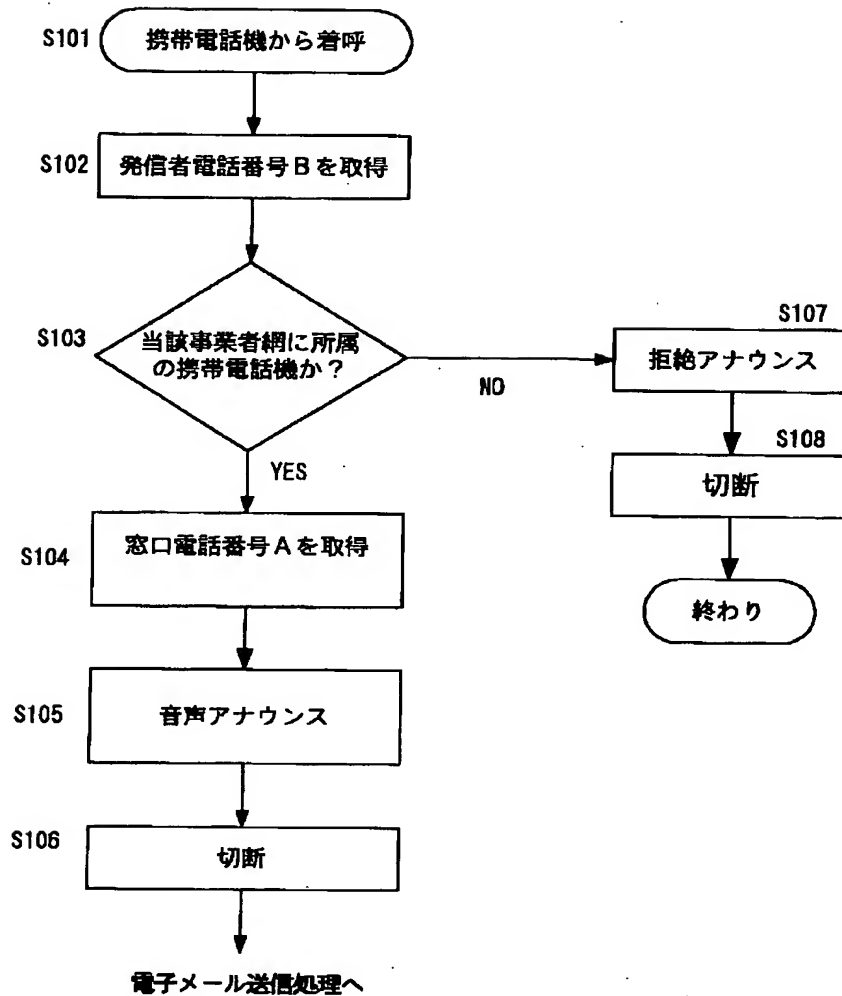 S101
携帯電話機から着呼
S102
発信者電話番号Bを取得
S103
当該事業者網に所属
の携帯電話機か？
NO
YES
S107
拒絶アナウンス
S108
切断
終わり
S104
窓口電話番号Aを取得
S105
音声アナウンス
S106
切断
電子メール送信処理へ